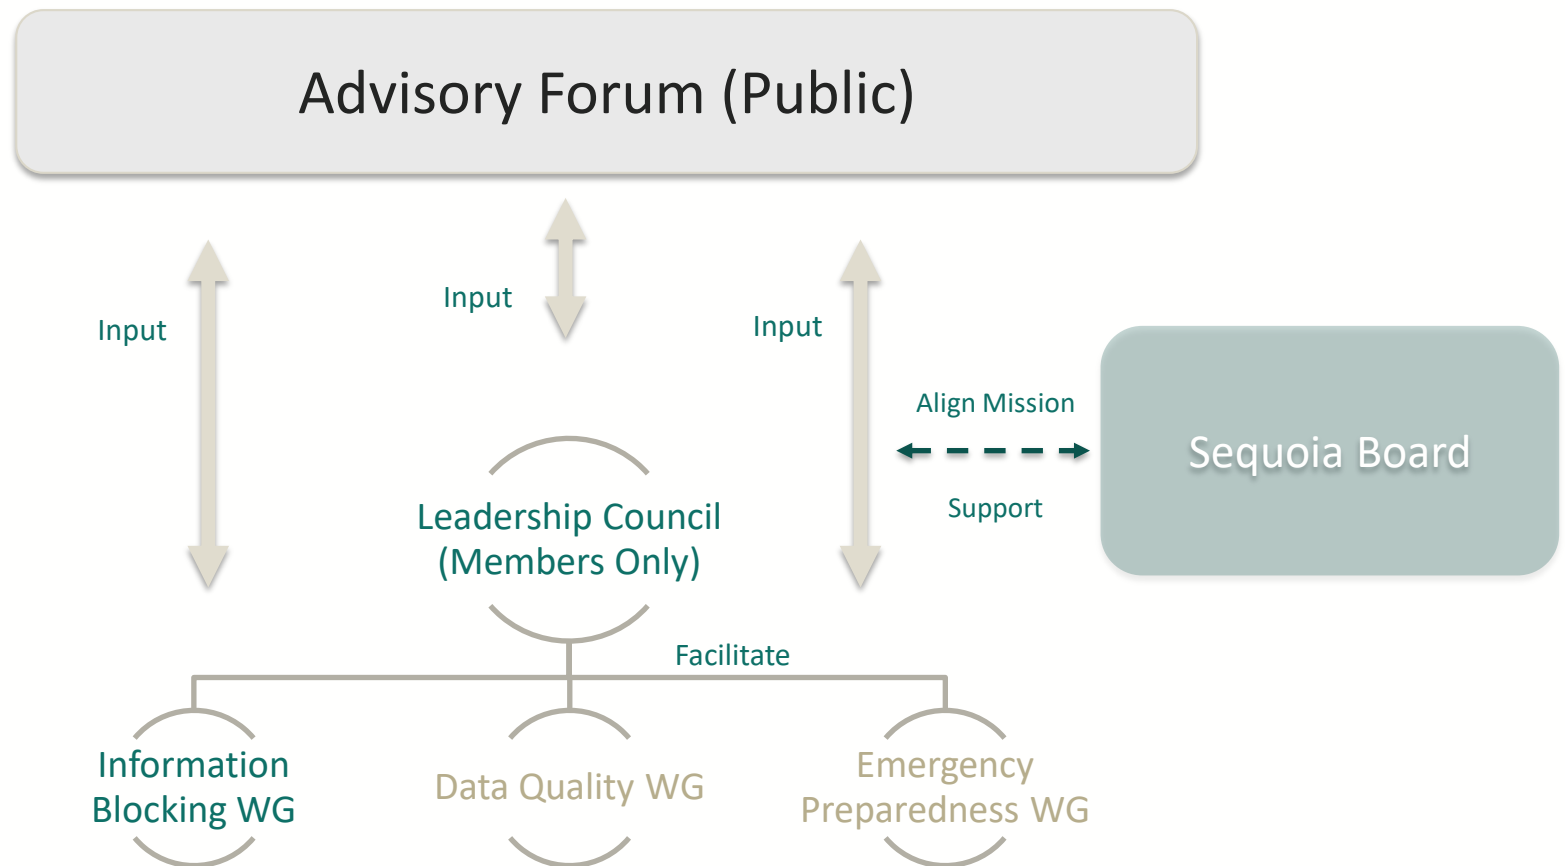 Advisory Forum (Public)
Input
Input
Input
Align Mission
Support
Sequoia Board
Leadership Council
(Members Only)
Facilitate
Information
Blocking WG
Data Quality WG
Emergency
Preparedness WG